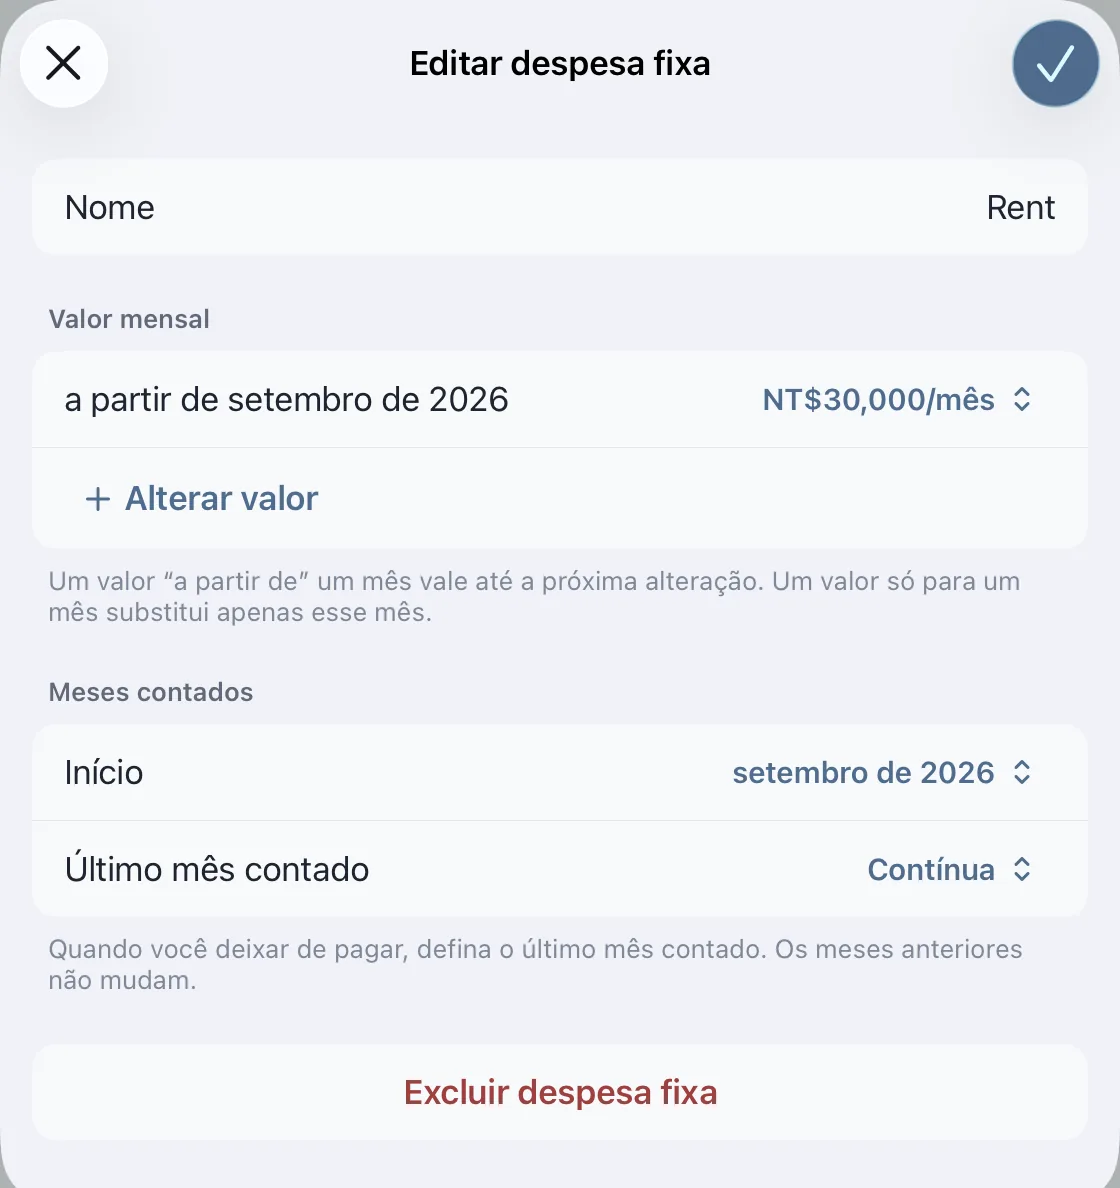 Editar despesa fixa
Nome
Rent
Valor mensal
a partir de setembro de 2026
NT$30,000/mês
+ Alterar valor
Um valor “a partir de” um mês vale até a próxima alteração. Um valor só para um
mês substitui apenas esse mês.
Meses contados
Início
setembro de 2026
Último mês contado
Contínua
Quando você deixar de pagar, defina o último mês contado. Os meses anteriores
não mudam.
Excluir despesa fixa